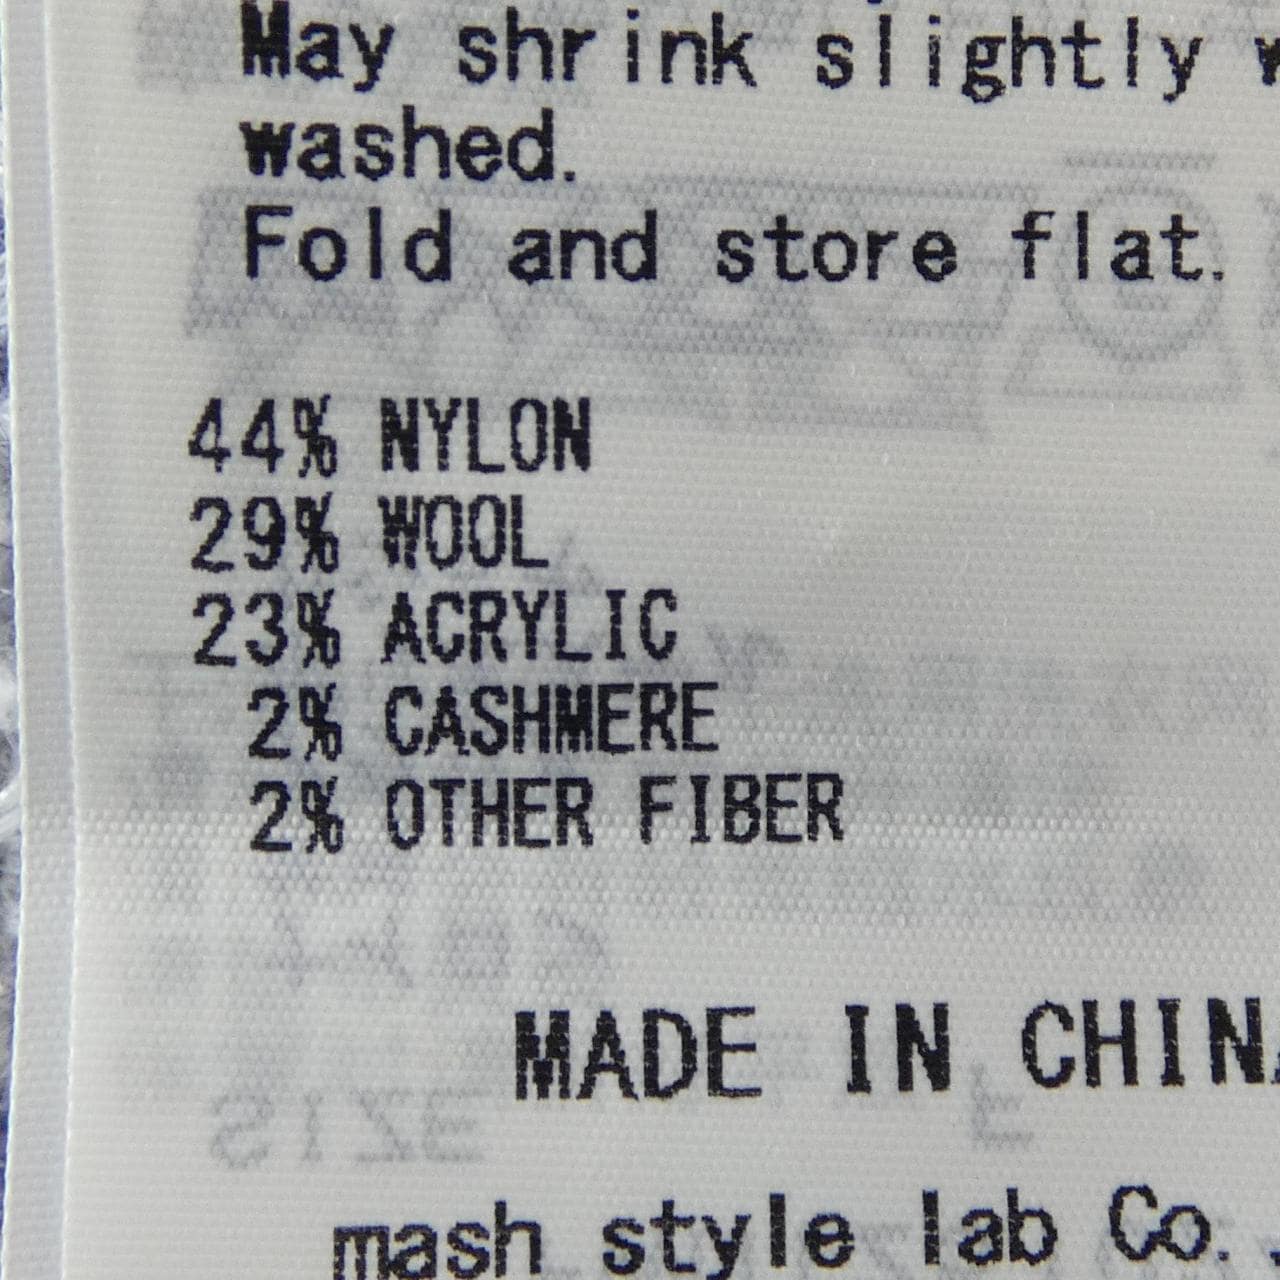 May shrink slightly
washed.
Fold and store flat.
44% NYLON
29% WOOL
23% ACRYLIC
2% CASHMERE
2% OTHER FIBER
MADE IN CHINA
mash style lab Co.